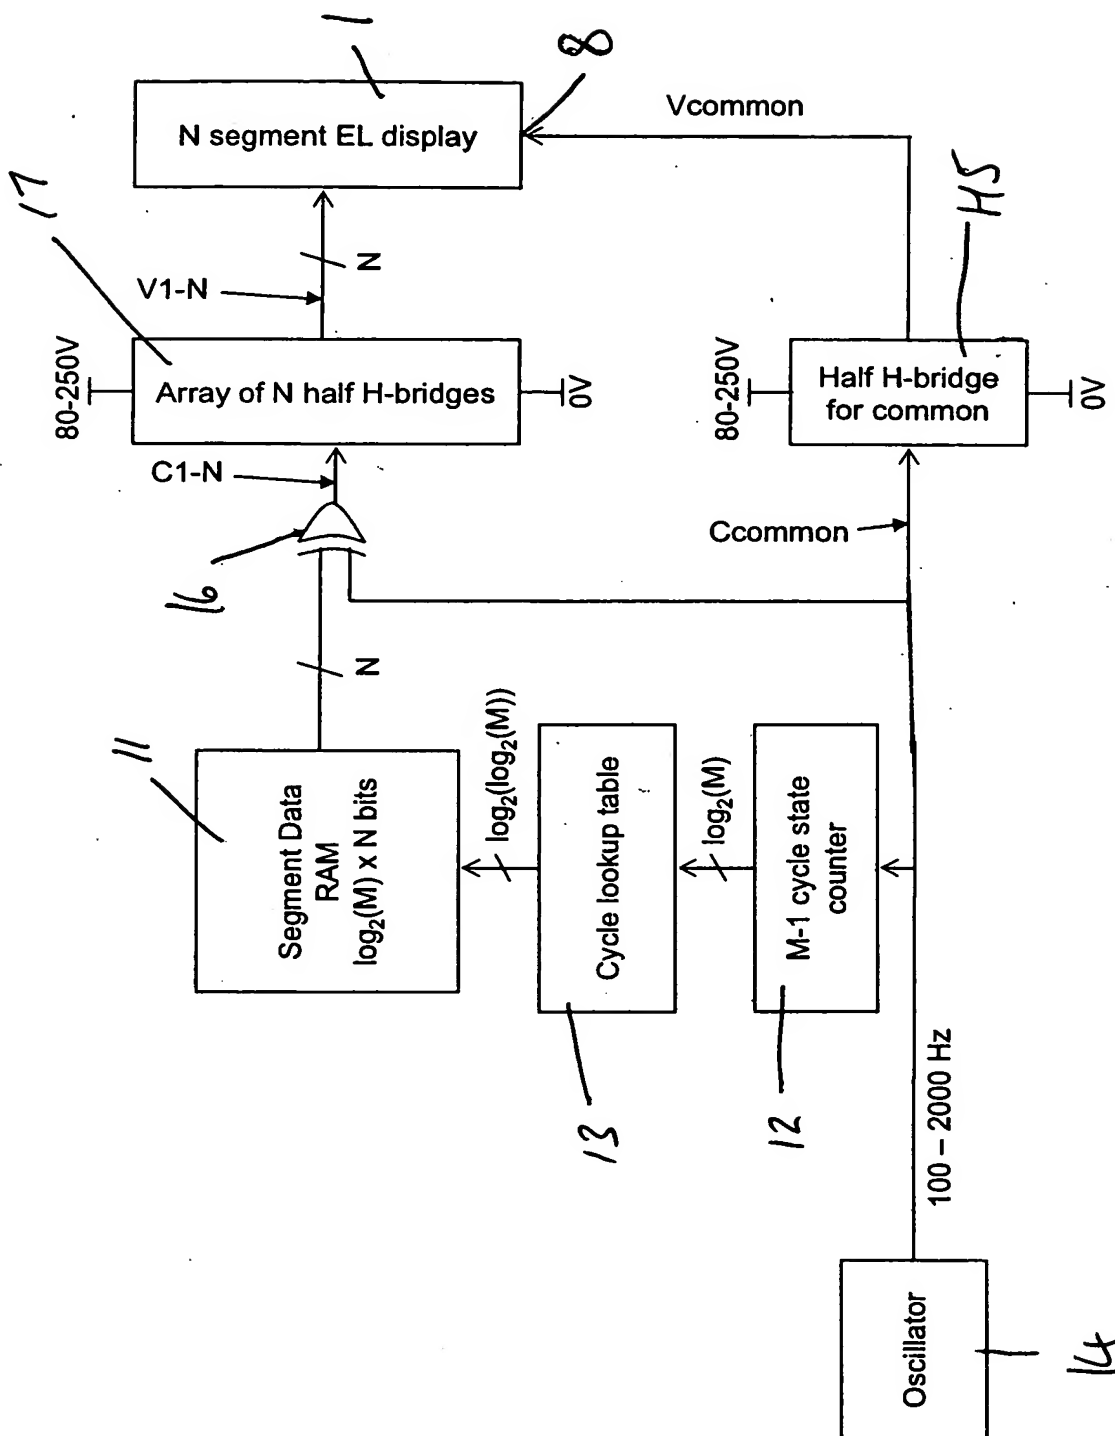 1
N segment EL display
8
Vcommon
17
V1-N
N
80-250V
Array of N half H-bridges
0V
H5
80-250V
Half H-bridge
for common
0V
C1-N
16
Ccommon
N
11
Segment Data
RAM
log₂(M) x N bits
log₂(log₂(M))
Cycle lookup table
13
log₂(M)
M-1 cycle state
counter
12
100 – 2000 Hz
Oscillator
14